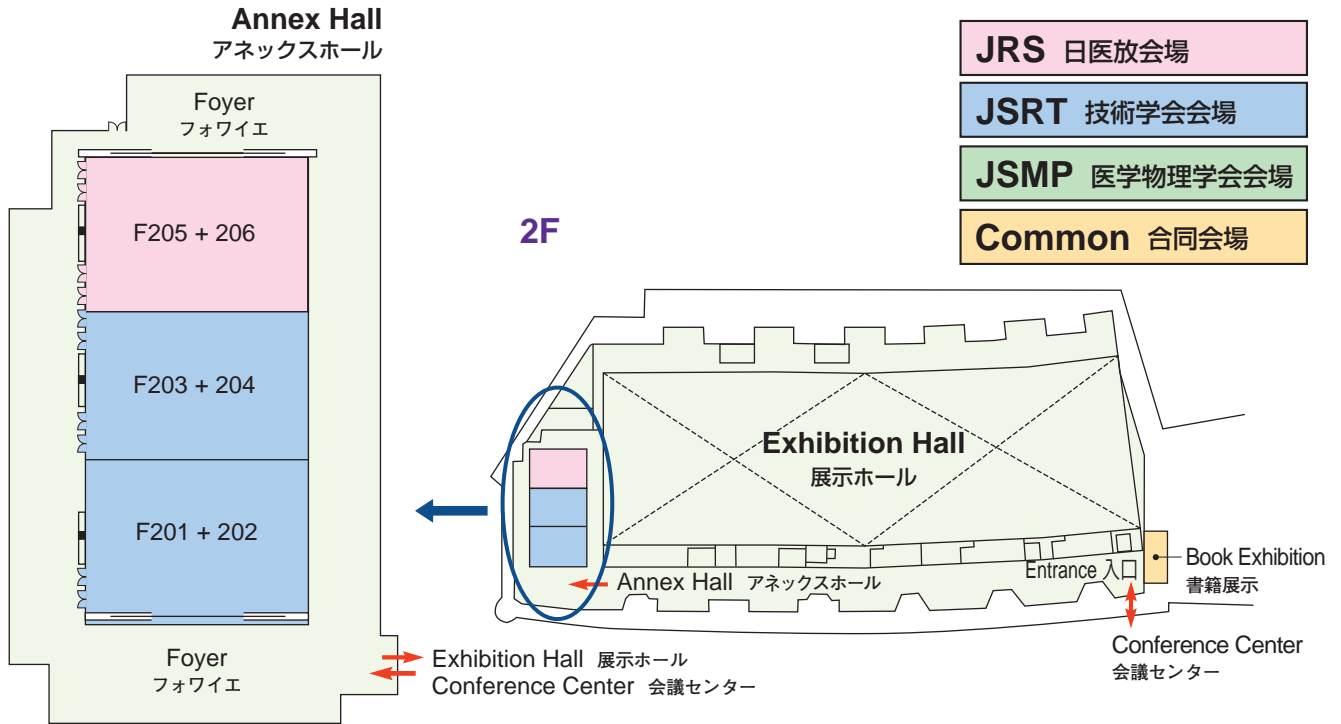 Annex Hall
アネックスホール
Foyer
フォワイエ
F205 + 206
F203 + 204
F201 + 202
Foyer
フォワイエ
Exhibition Hall 展示ホール
Conference Center 会議センター
2F
JRS 日医放会場
JSRT 技術学会会場
JSMP 医学物理学会会場
Common 合同会場
Exhibition Hall
展示ホール
Annex Hall アネックスホール
Entrance 入口
Book Exhibition
書籍展示
Conference Center
会議センター